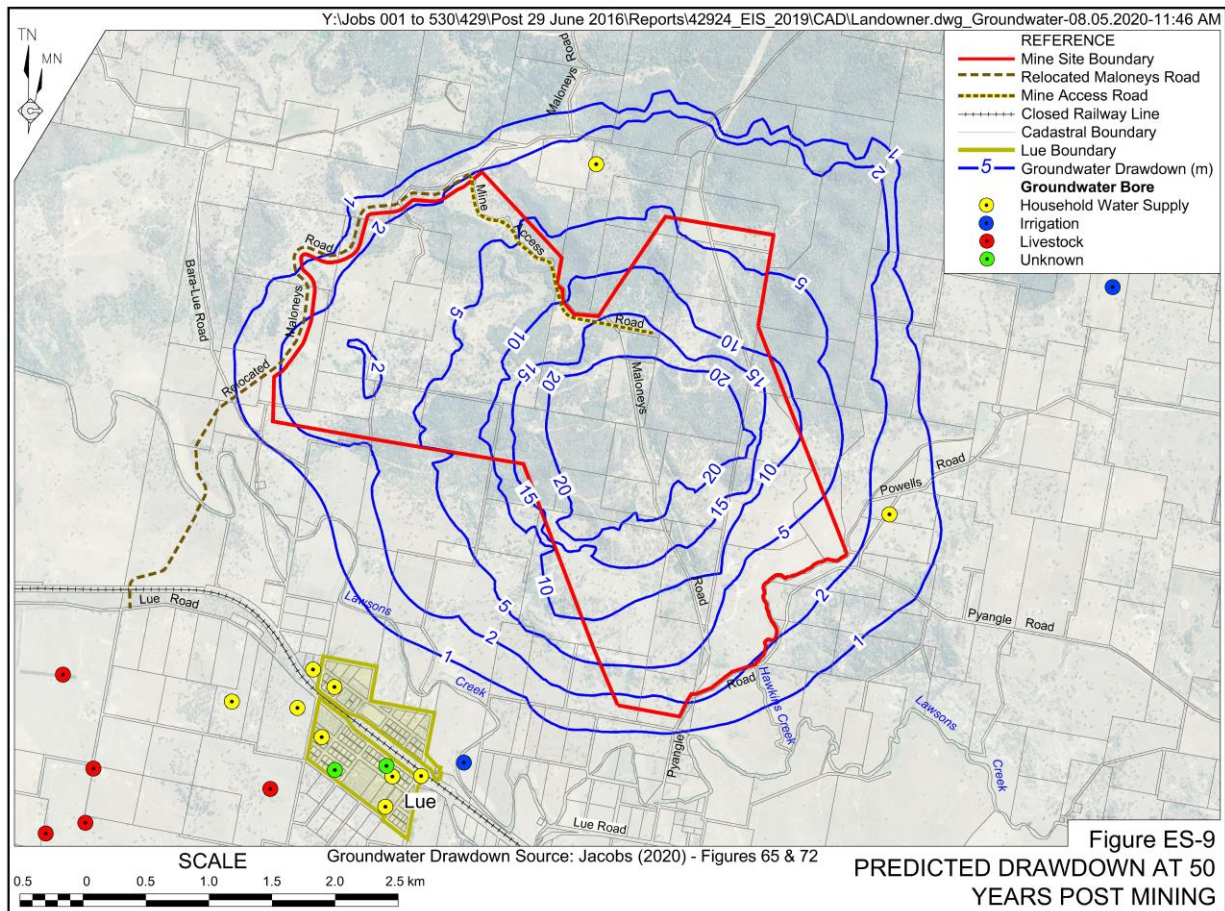 Y:\Jobs 001 to 530\429\Post 29 June 2016\Reports\42924_EIS_2019\CAD\Landowner.dwg_Groundwater-08.05.2020-11:46 AM
TN
MN
REFERENCE
Mine Site Boundary
Relocated Maloneys Road
Mine Access Road
Closed Railway Line
Cadastral Boundary
Lue Boundary
5 Groundwater Drawdown (m)
Groundwater Bore
Household Water Supply
Irrigation
Livestock
Unknown
Maloneys Road
1
2
1
2
Mine
Access
Road
Road
Maloneys
Relocated
Bara-Lue Road
5
5
10
10
15
15
20
20
2
Maloneys
Road
20
20
15
15
10
10
5
5
2
2
1
1
Powells Road
Pyangle Road
Lue Road
Lawsons
Creek
Road
Pyangle
Hawkins Creek
Lawsons
Creek
Lue
Lue Road
SCALE
0.5 0 0.5 1.0 1.5 2.0 2.5 km
Groundwater Drawdown Source: Jacobs (2020) - Figures 65 & 72
Figure ES-9
PREDICTED DRAWDOWN AT 50
YEARS POST MINING